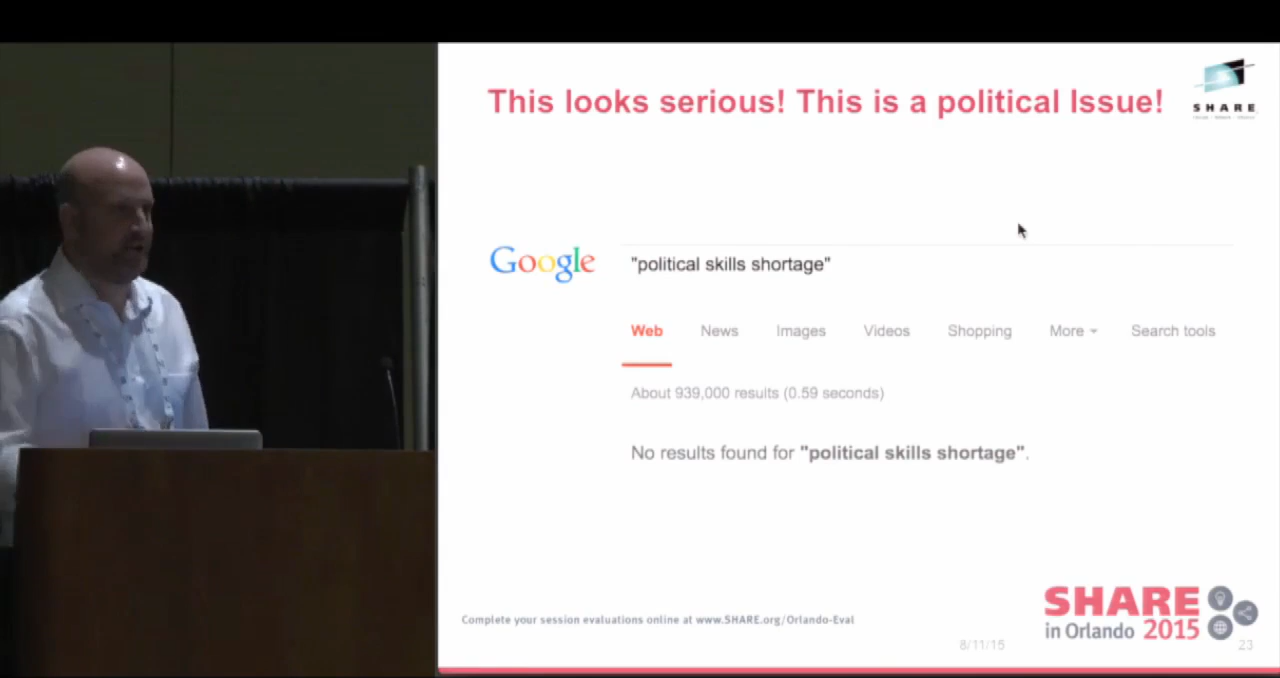 This looks serious! This is a political Issue!
SHARE
Google
"political skills shortage"
Web News Images Videos Shopping More Search tools
About 939,000 results (0.59 seconds)
No results found for "political skills shortage".
Complete your session evaluations online at www.SHARE.org/Orlando-Eval
SHARE
in Orlando 2015
8/11/15
23